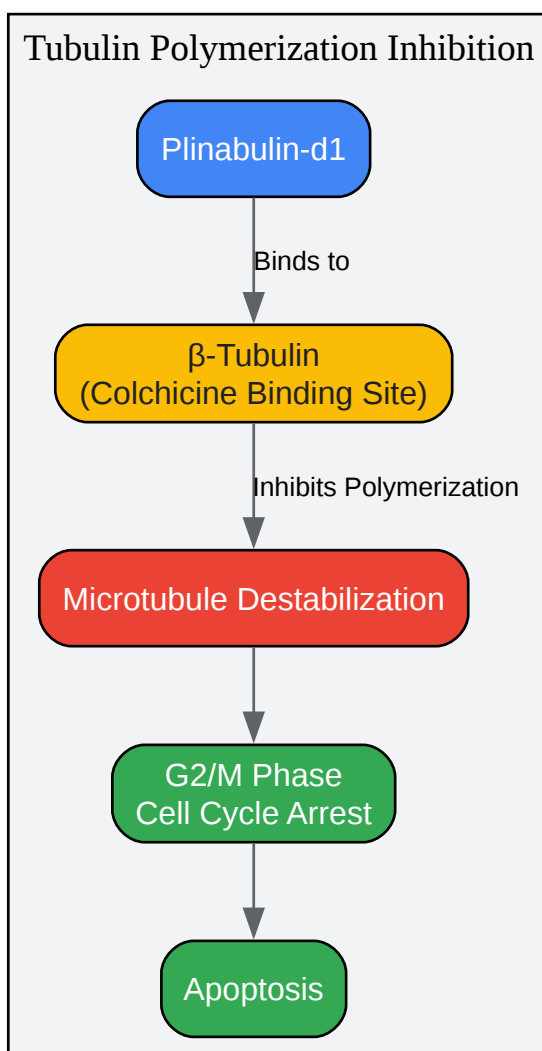 Tubulin Polymerization Inhibition
Plinabulin-d1
Binds to
β-Tubulin
(Colchicine Binding Site)
Inhibits Polymerization
Microtubule Destabilization
G2/M Phase
Cell Cycle Arrest
Apoptosis